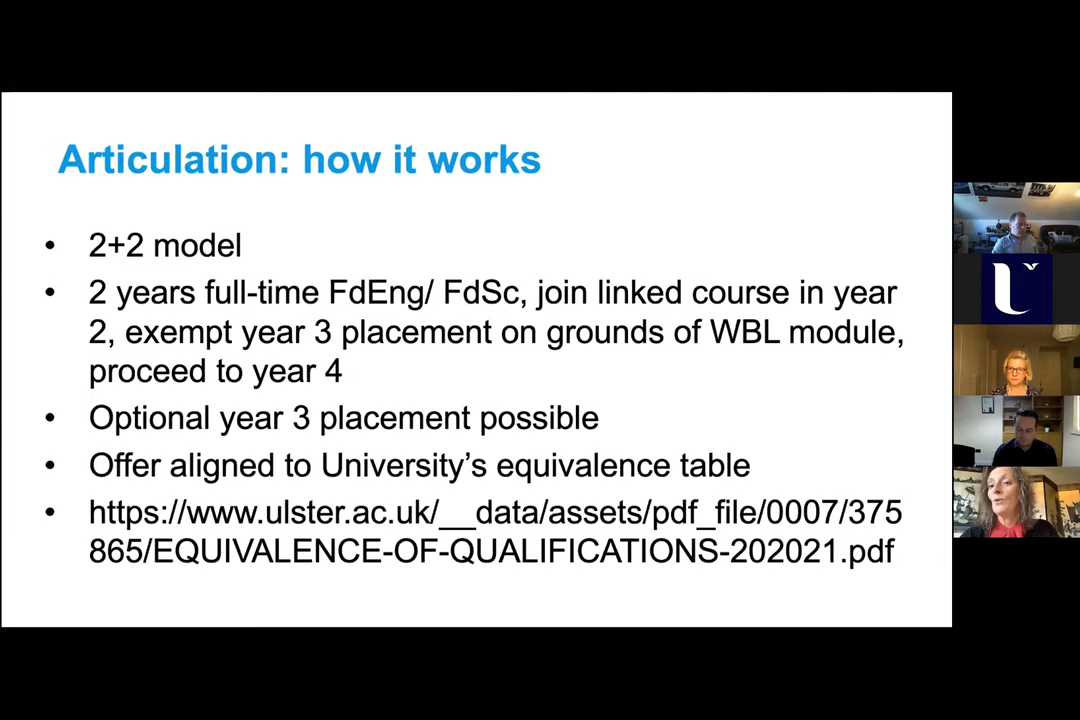 Articulation: how it works
• 2+2 model
• 2 years full-time FdEng/ FdSc, join linked course in year
2, exempt year 3 placement on grounds of WBL module,
proceed to year 4
• Optional year 3 placement possible
• Offer aligned to University’s equivalence table
• https://www.ulster.ac.uk/__data/assets/pdf_file/0007/375
865/EQUIVALENCE-OF-QUALIFICATIONS-202021.pdf